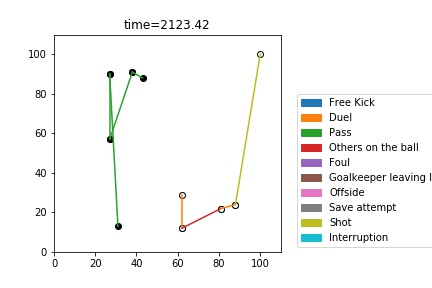 time=2123.42
100
80
60
40
20
0
0 20 40 60 80 100
Free Kick
Duel
Pass
Others on the ball
Foul
Goalkeeper leaving l
Offside
Save attempt
Shot
Interruption